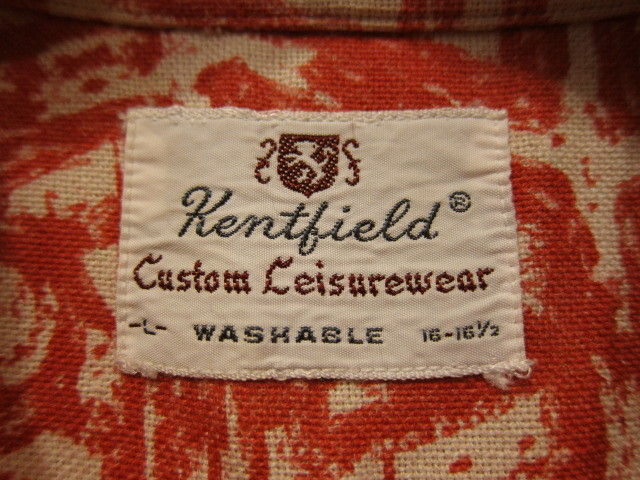 Kentfield®
Custom Leisurewear
-L- WASHABLE 16-16½